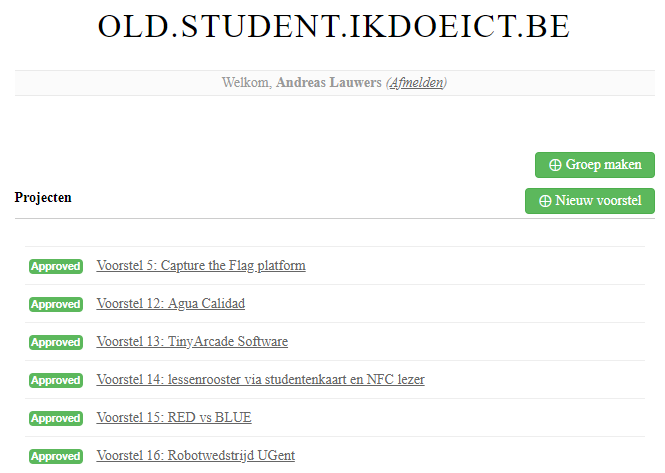 OLD.STUDENT.IKDOEICT.BE
Welkom, Andreas Lauwers (Afmelden)
Groep maken
Projecten
Nieuw voorstel
Approved Voorstel 5: Capture the Flag platform
Approved Voorstel 12: Agua Calidad
Approved Voorstel 13: TinyArcade Software
Approved Voorstel 14: lessenrooster via studentenkaart en NFC lezer
Approved Voorstel 15: RED vs BLUE
Approved Voorstel 16: Robotwedstrijd UGent